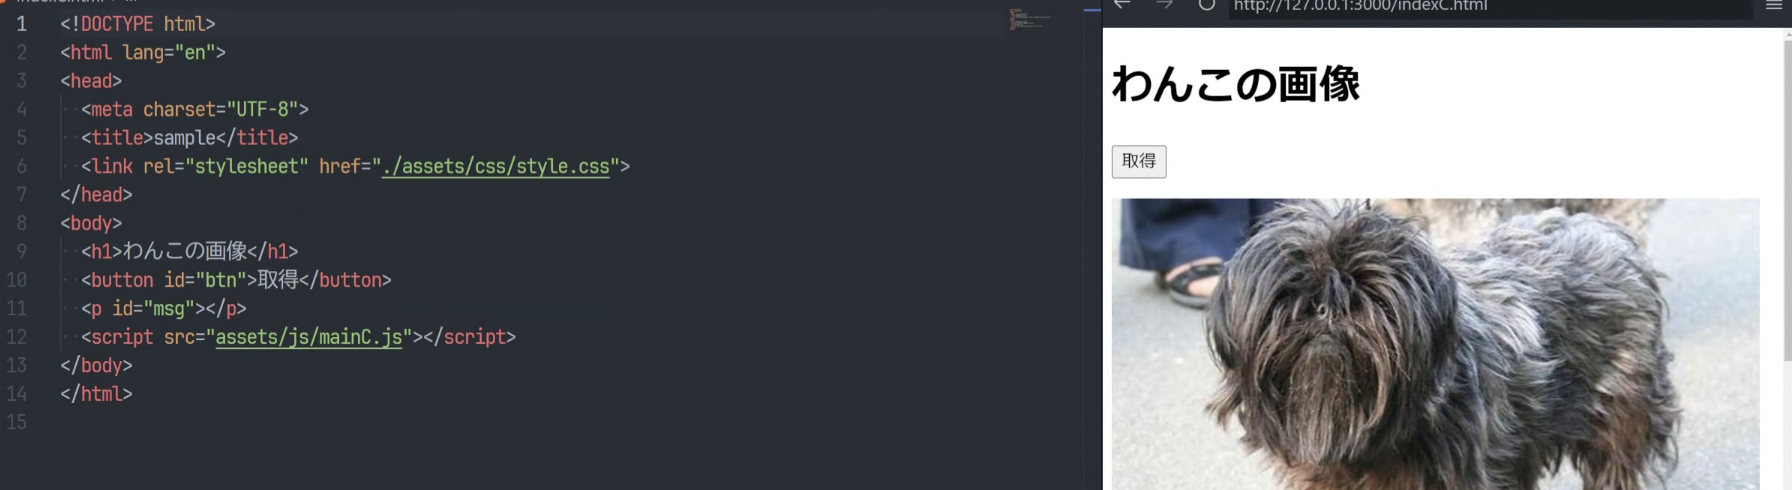 1 <!DOCTYPE html>
2 <html lang="en">
3 <head>
4 <meta charset="UTF-8">
5 <title>sample</title>
6 <link rel="stylesheet" href="./assets/css/style.css">
7 </head>
8 <body>
9 <h1>わんこの画像</h1>
10 <button id="btn">取得</button>
11 <p id="msg"></p>
12 <script src="assets/js/mainC.js"></script>
13 </body>
14 </html>
15
http://127.0.0.1:3000/indexC.html
わんこの画像
取得